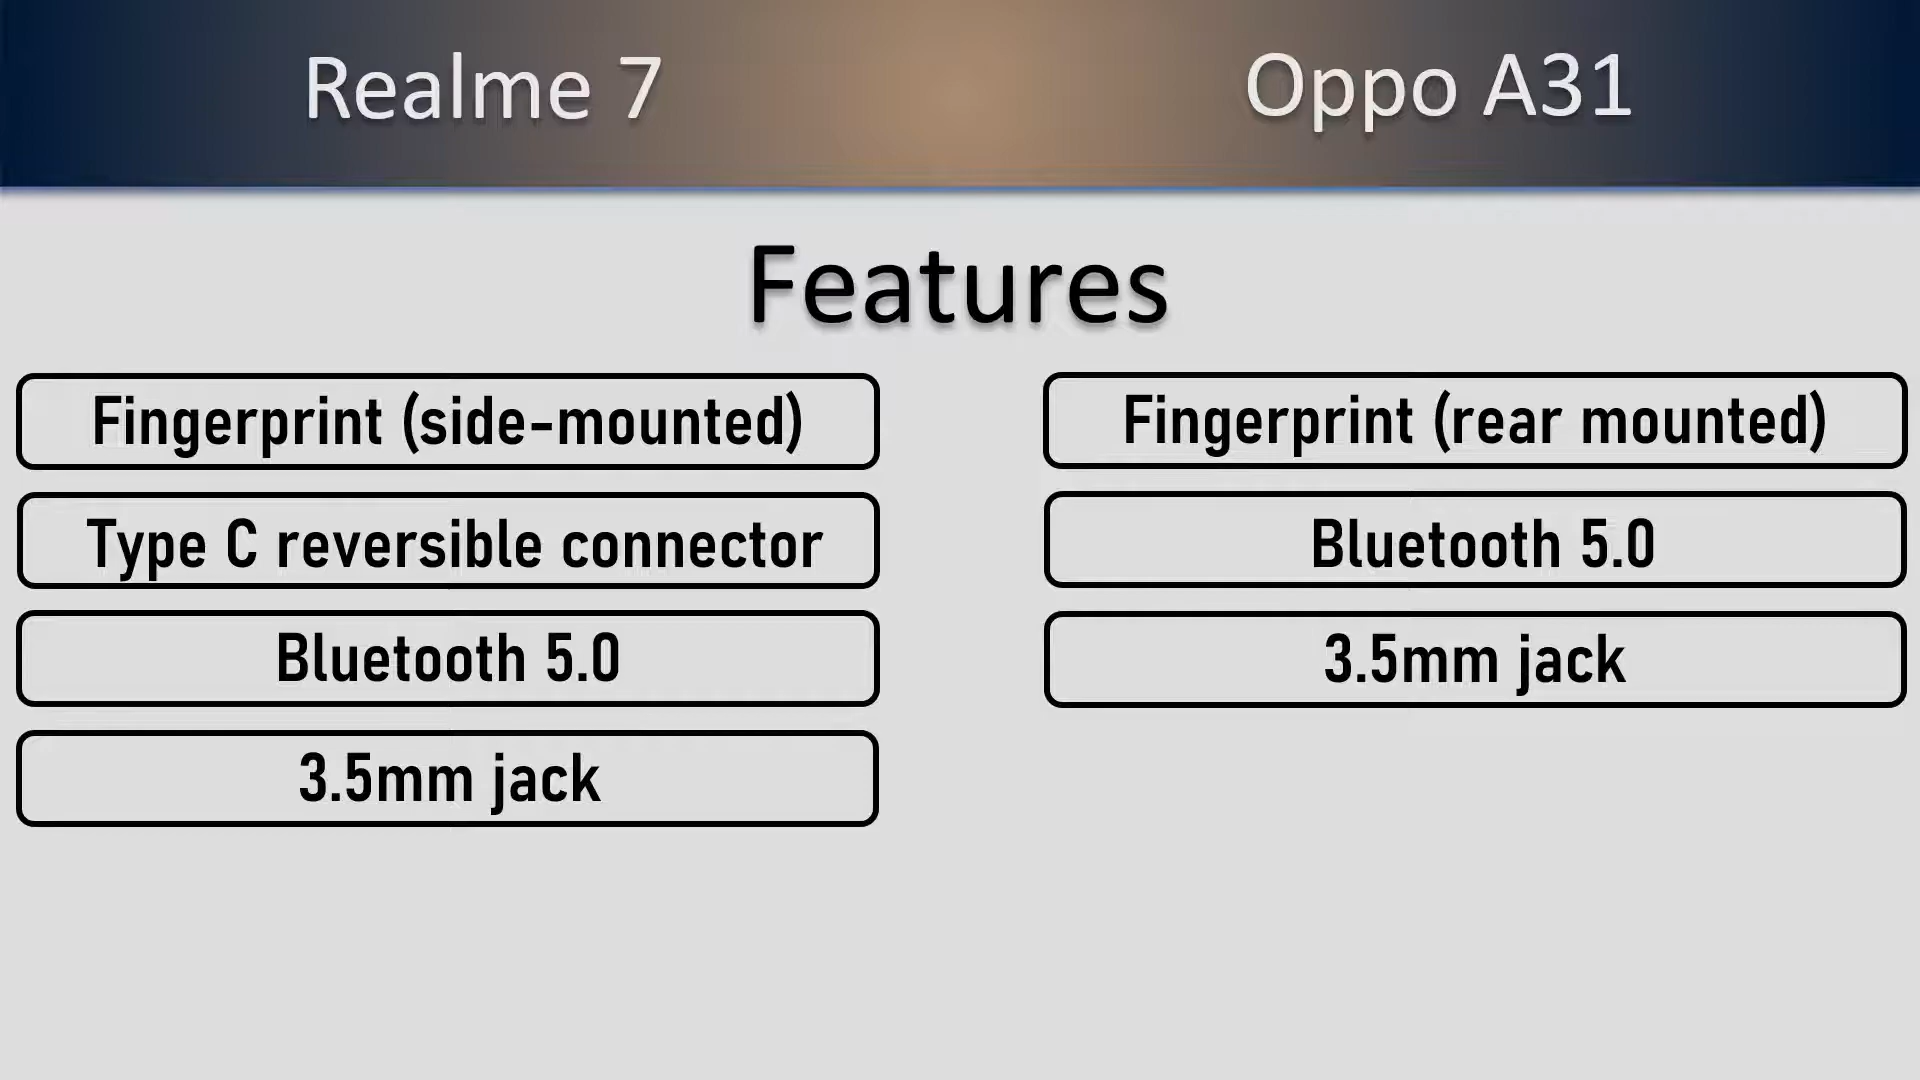 Realme 7
Oppo A31
Features
Fingerprint (side-mounted)
Type C reversible connector
Bluetooth 5.0
3.5mm jack
Fingerprint (rear mounted)
Bluetooth 5.0
3.5mm jack